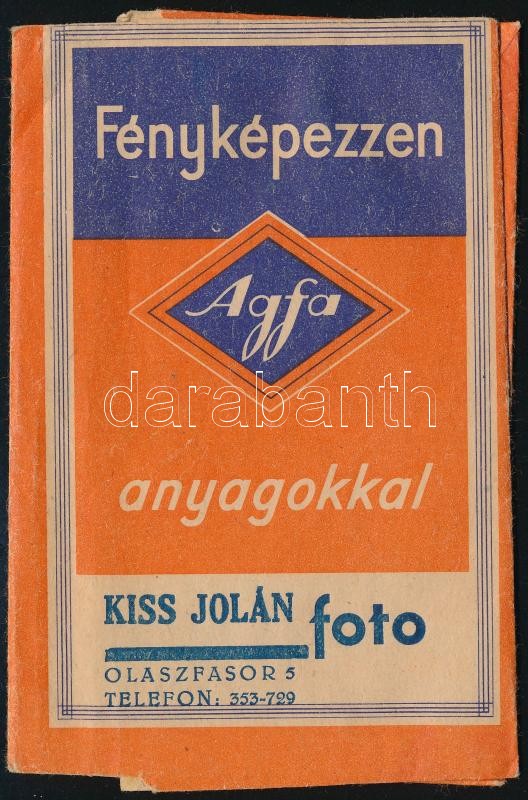 Fényképezzen
Agfa
darabanth
anyagokkal
KISS JOLÁN
foto
OLASZFASOR 5
TELEFON: 353-729